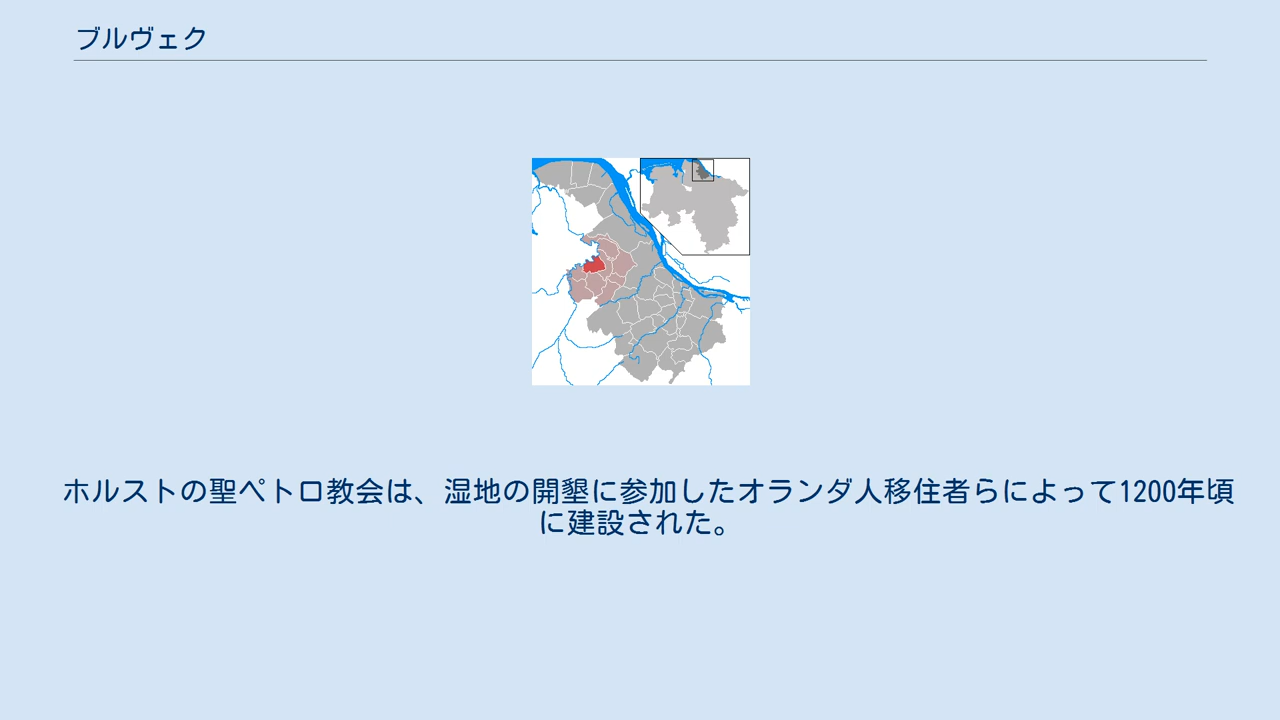 ブルヴェク
ホルストの聖ペトロ教会は、湿地の開墾に参加したオランダ人移住者らによって1200年頃
に建設された。